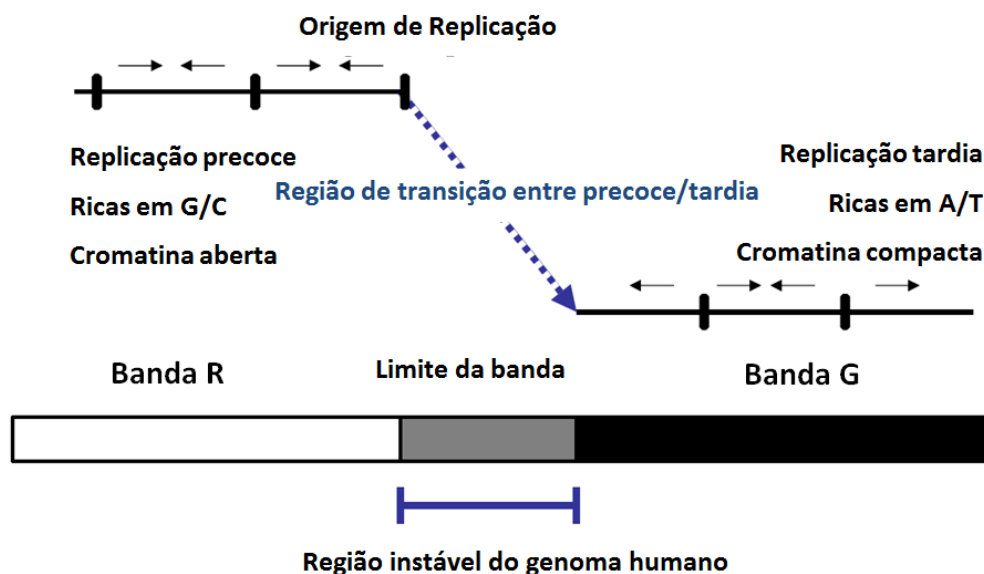 Origem de Replicação
Replicação precoce
Ricas em G/C
Cromatina aberta
Região de transição entre precoce/tardia
Replicação tardia
Ricas em A/T
Cromatina compacta
Banda R
Limite da banda
Banda G
Região instável do genoma humano